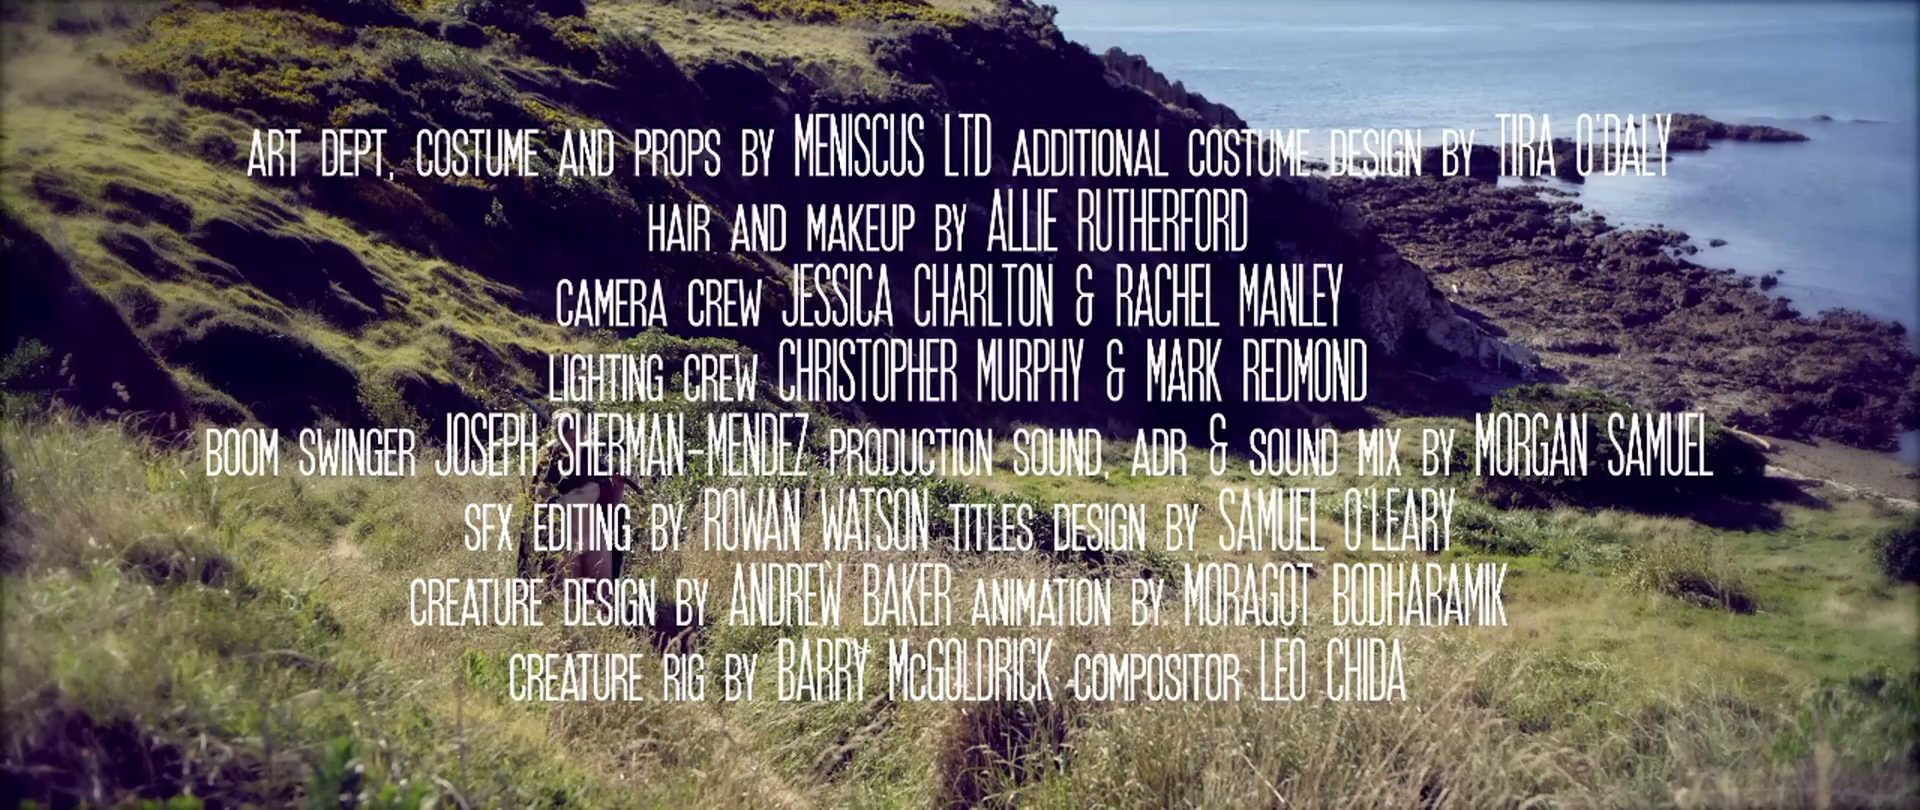 ART DEPT, COSTUME AND PROPS BY MENISCUS LTD ADDITIONAL COSTUME DESIGN BY TIRA O'DALY
HAIR AND MAKEUP BY ALLIE RUTHERFORD
CAMERA CREW JESSICA CHARLTON & RACHEL MANLEY
LIGHTING CREW CHRISTOPHER MURPHY & MARK REDMOND
BOOM SWINGER JOSEPH SHERMAN-MENDEZ PRODUCTION SOUND, ADR & SOUND MIX BY MORGAN SAMUEL
SFX EDITING BY ROWAN WATSON TITLES DESIGN BY SAMUEL O'LEARY
CREATURE DESIGN BY ANDREW BAKER ANIMATION BY MORAGOT BODHARAMIK
CREATURE RIG BY BARRY McGOLDRICK COMPOSITOR LEO CHIDA